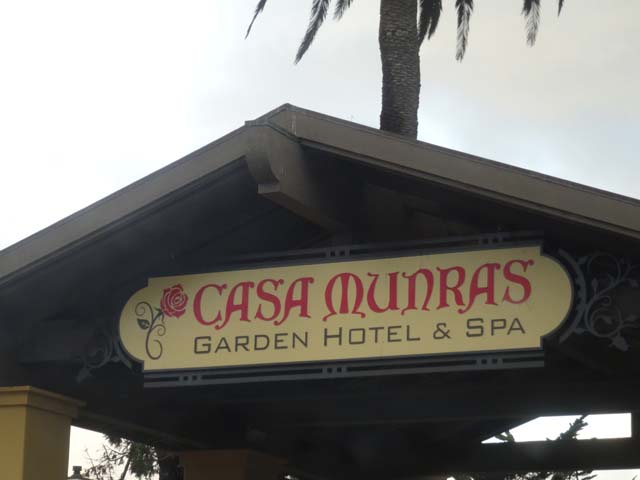 CASA MUNRAS
GARDEN HOTEL & SPA